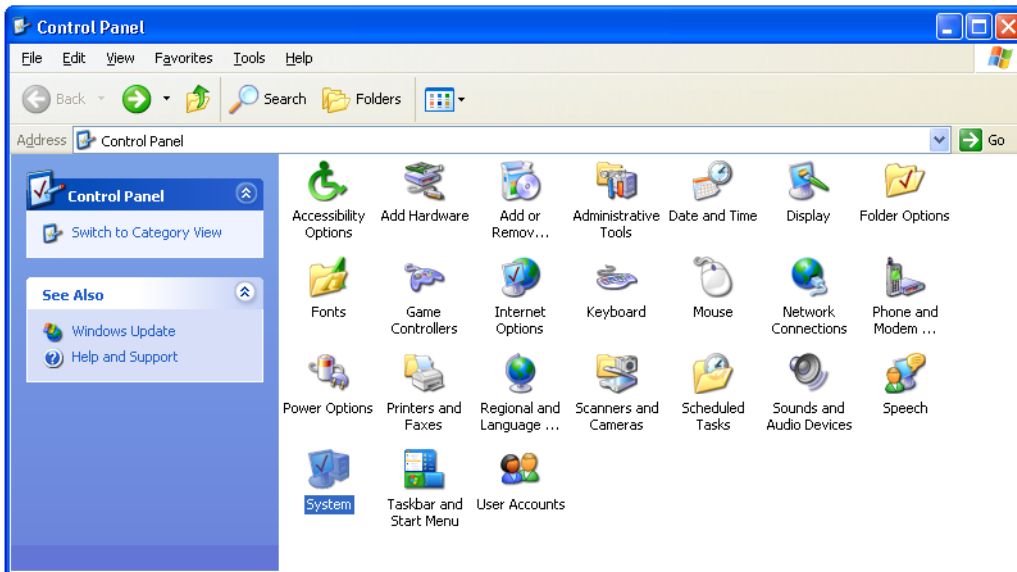 Control Panel
File Edit View Favorites Tools Help
Back Search Folders
Address Control Panel Go
Control Panel
Switch to Category View
See Also
Windows Update
Help and Support
Accessibility Options
Add Hardware
Add or Remov...
Administrative Tools
Date and Time
Display
Folder Options
Fonts
Game Controllers
Internet Options
Keyboard
Mouse
Network Connections
Phone and Modem ...
Power Options
Printers and Faxes
Regional and Language ...
Scanners and Cameras
Scheduled Tasks
Sounds and Audio Devices
Speech
System
Taskbar and Start Menu
User Accounts